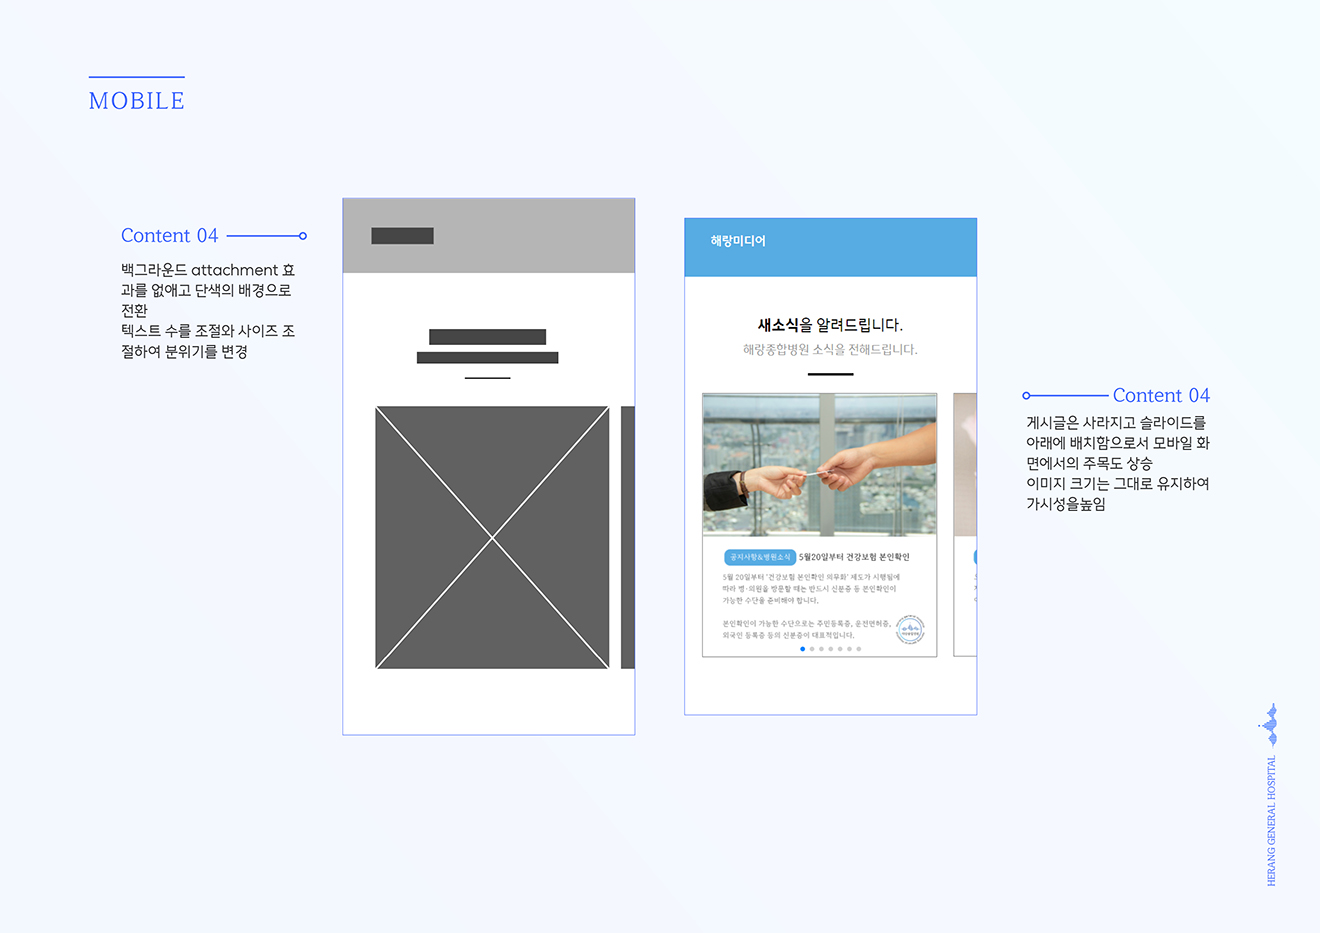 MOBILE
Content 04
백그라운드 attachment 효
과를 없애고 단색의 배경으로
전환
텍스트 수를 조절와 사이즈 조
절하여 분위기를 변경
해랑미디어
새소식을 알려드립니다.
해랑종합병원 소식을 전해드립니다.
공지사항&병원소식 5월20일부터 건강보험 본인확인
5월 20일부터 '건강보험 본인확인 의무화' 제도가 시행됨에
따라 병·의원을 방문할 때는 반드시 신분증 등 본인확인이
가능한 수단을 준비해야 합니다.
본인확인이 가능한 수단으로는 주민등록증, 운전면허증,
외국인 등록증 등의 신분증이 대표적입니다.
Content 04
게시글은 사라지고 슬라이드를
아래에 배치함으로서 모바일 화
면에서의 주목도 상승
이미지 크기는 그대로 유지하여
가시성을높임
HERANG GENERAL HOSPITAL